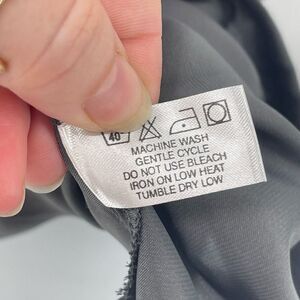 40
MACHINE WASH
GENTLE CYCLE
DO NOT USE BLEACH
IRON ON LOW HEAT
TUMBLE DRY LOW